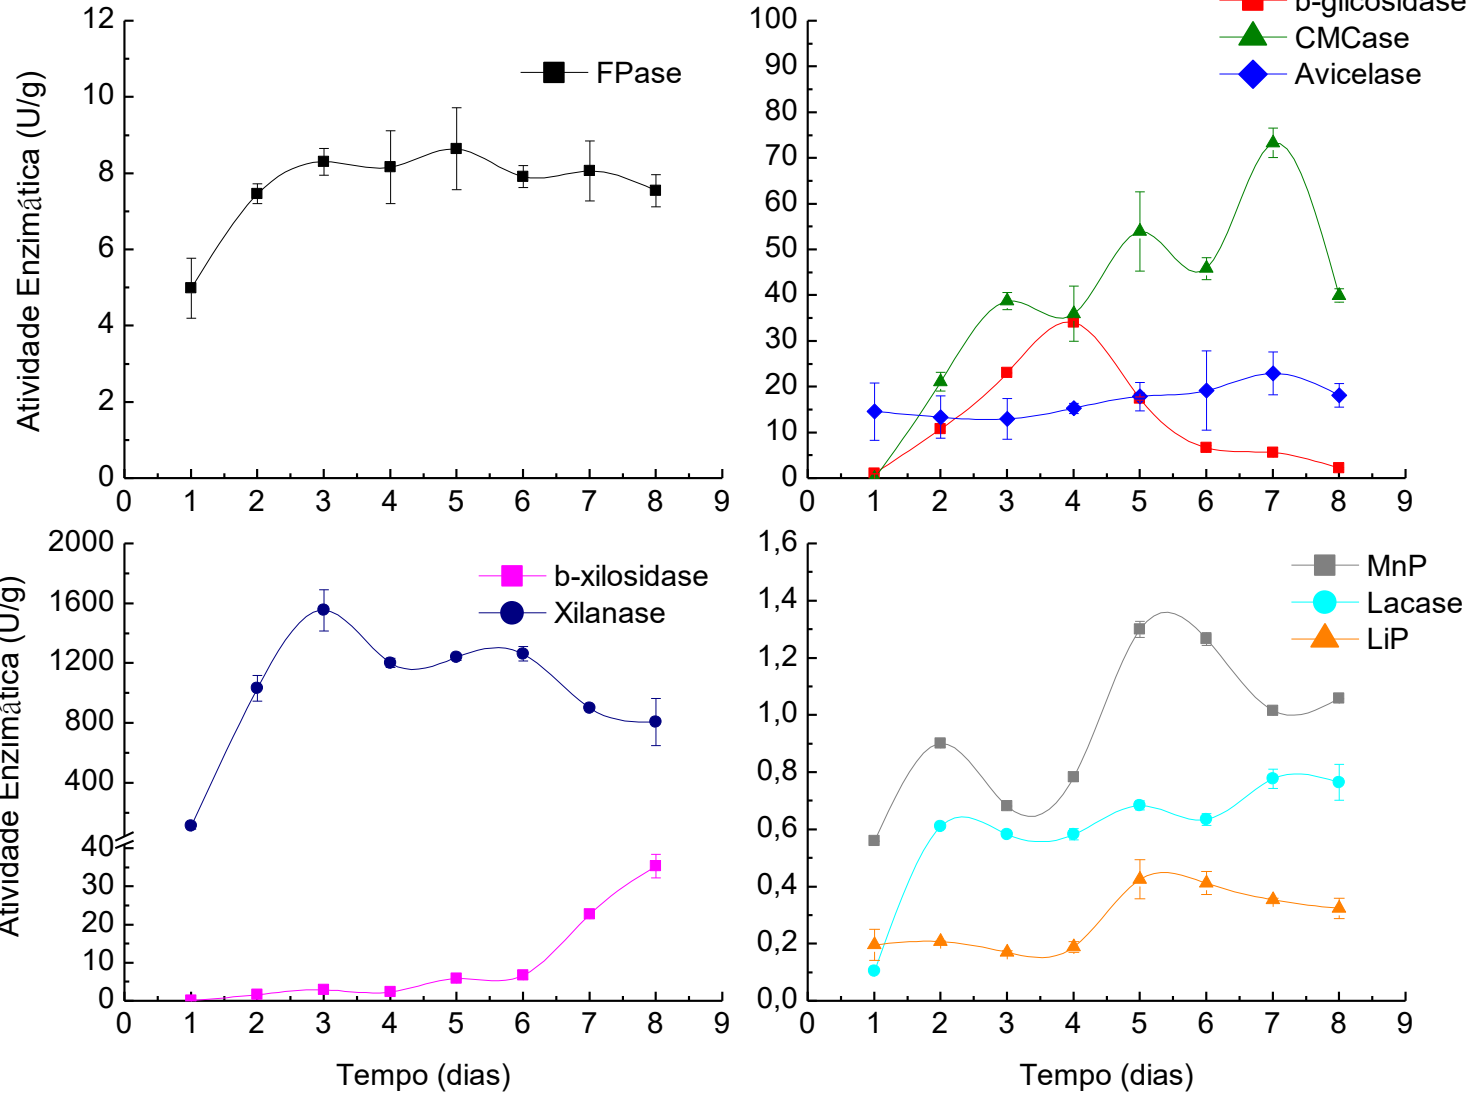 12
10
8
6
4
2
0
0 1 2 3 4 5 6 7 8 9
Atividade Enzimática (U/g)
FPase
100
90
80
70
60
50
40
30
20
10
0
0 1 2 3 4 5 6 7 8 9
b-glicosidase
CMCase
Avicelase
2000
1600
1200
800
400
40
30
20
10
0
0 1 2 3 4 5 6 7 8 9
Atividade Enzimática (U/g)
b-xilosidase
Xilanase
Tempo (dias)
1,6
1,4
1,2
1,0
0,8
0,6
0,4
0,2
0,0
0 1 2 3 4 5 6 7 8 9
MnP
Lacase
LiP
Tempo (dias)